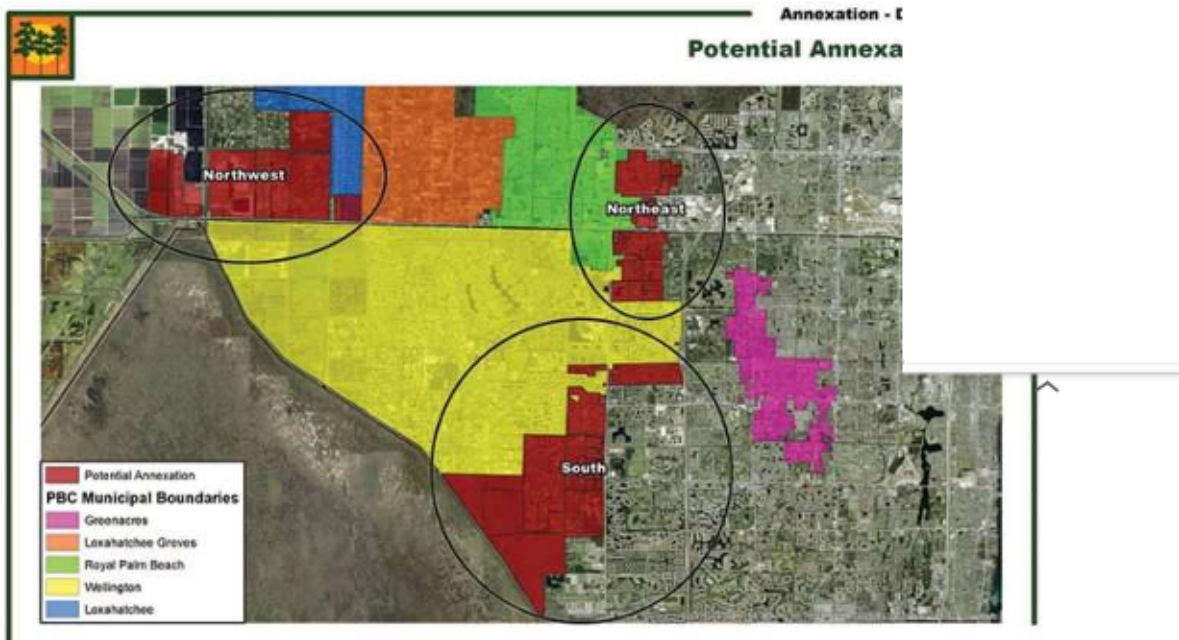 Annexation - D
Potential Annexa
Northwest
Northeast
South
Potential Annexation
PBC Municipal Boundaries
Greenacres
Loxahatchee Groves
Royal Palm Beach
Wellington
Loxahatchee